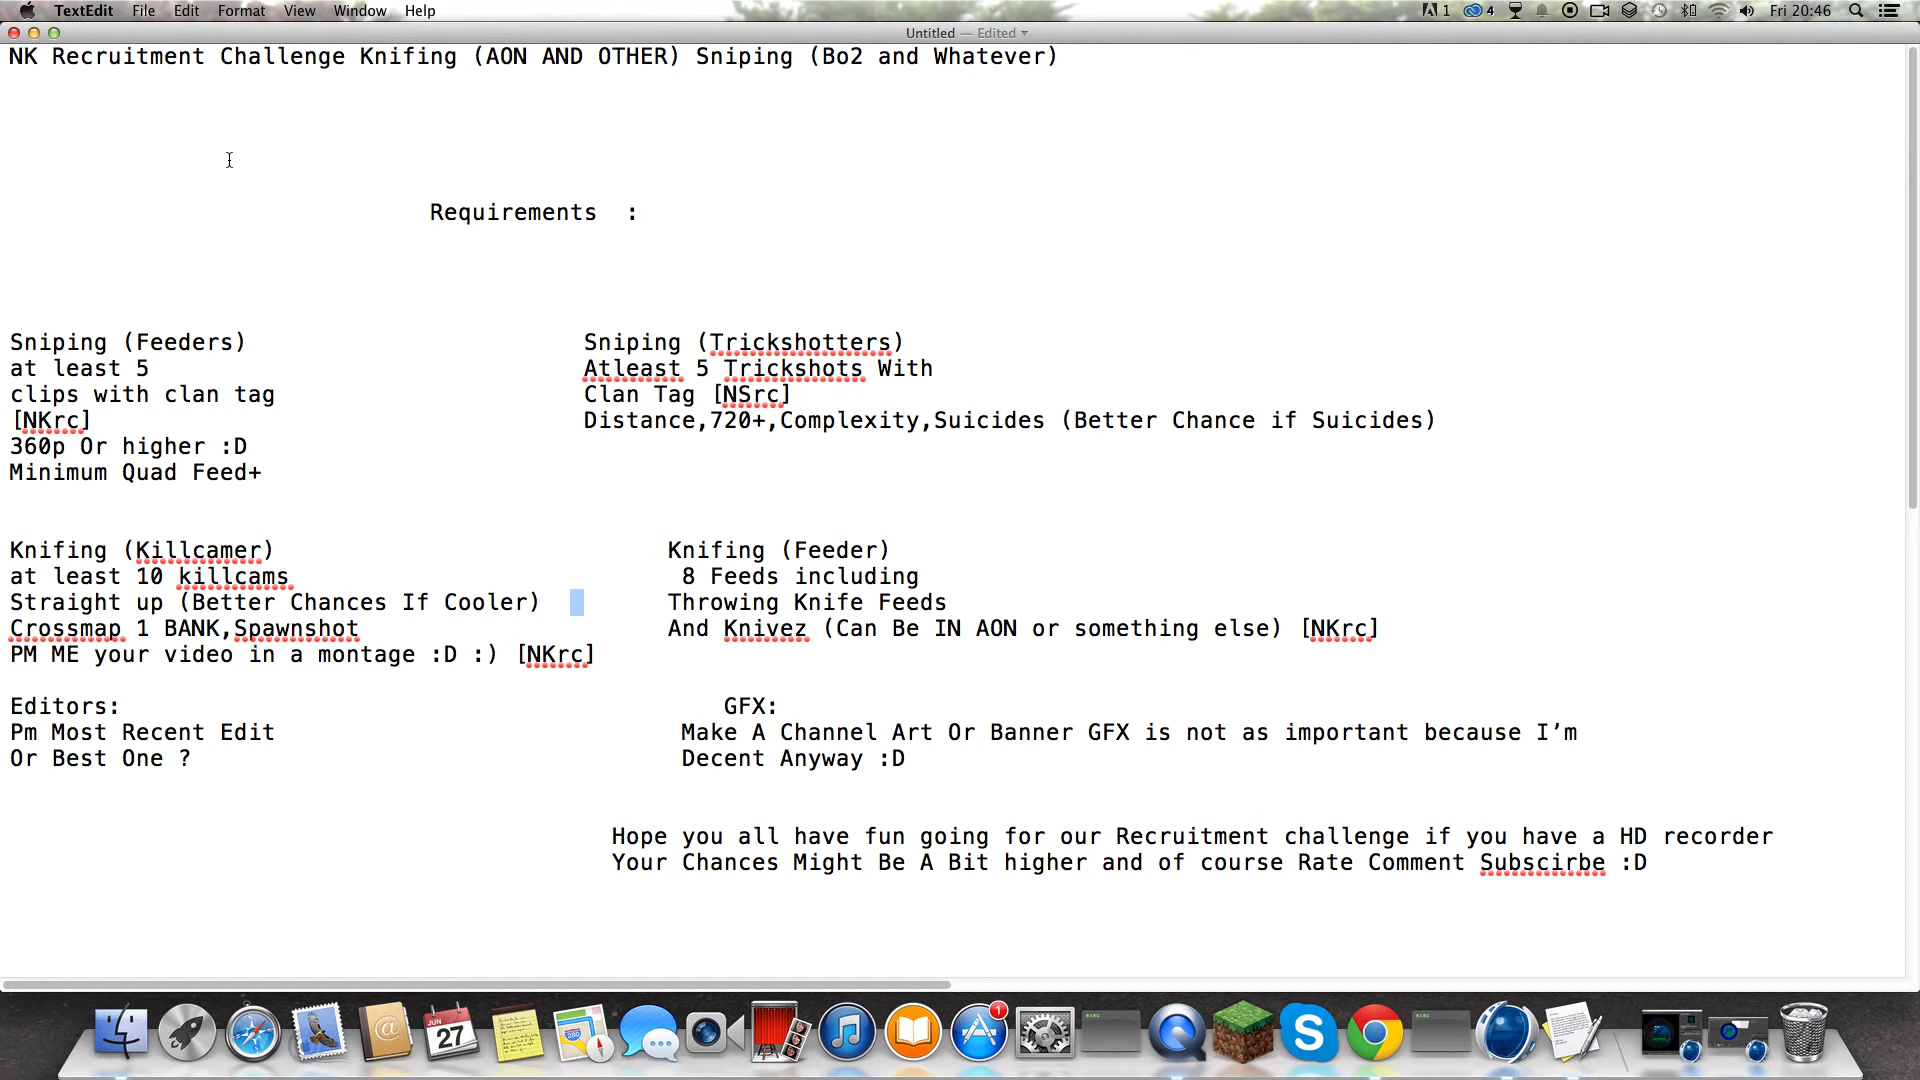 TextEdit File Edit Format View Window Help
1 4 Fri 20:46
Untitled — Edited
NK Recruitment Challenge Knifing (AON AND OTHER) Sniping (Bo2 and Whatever)
Requirements :
Sniping (Feeders)
at least 5
clips with clan tag
[NKrc]
360p Or higher :D
Minimum Quad Feed+
Sniping (Trickshotters)
Atleast 5 Trickshots With
Clan Tag [NSrc]
Distance,720+,Complexity,Suicides (Better Chance if Suicides)
Knifing (Killcamer)
at least 10 killcams
Straight up (Better Chances If Cooler)
Crossmap 1 BANK,Spawnshot
PM ME your video in a montage :D :) [NKrc]
Knifing (Feeder)
8 Feeds including
Throwing Knife Feeds
And Knivez (Can Be IN AON or something else) [NKrc]
Editors:
Pm Most Recent Edit
Or Best One ?
GFX:
Make A Channel Art Or Banner GFX is not as important because I’m
Decent Anyway :D
Hope you all have fun going for our Recruitment challenge if you have a HD recorder
Your Chances Might Be A Bit higher and of course Rate Comment Subscirbe :D
JUN
27
280
1
exec
exec